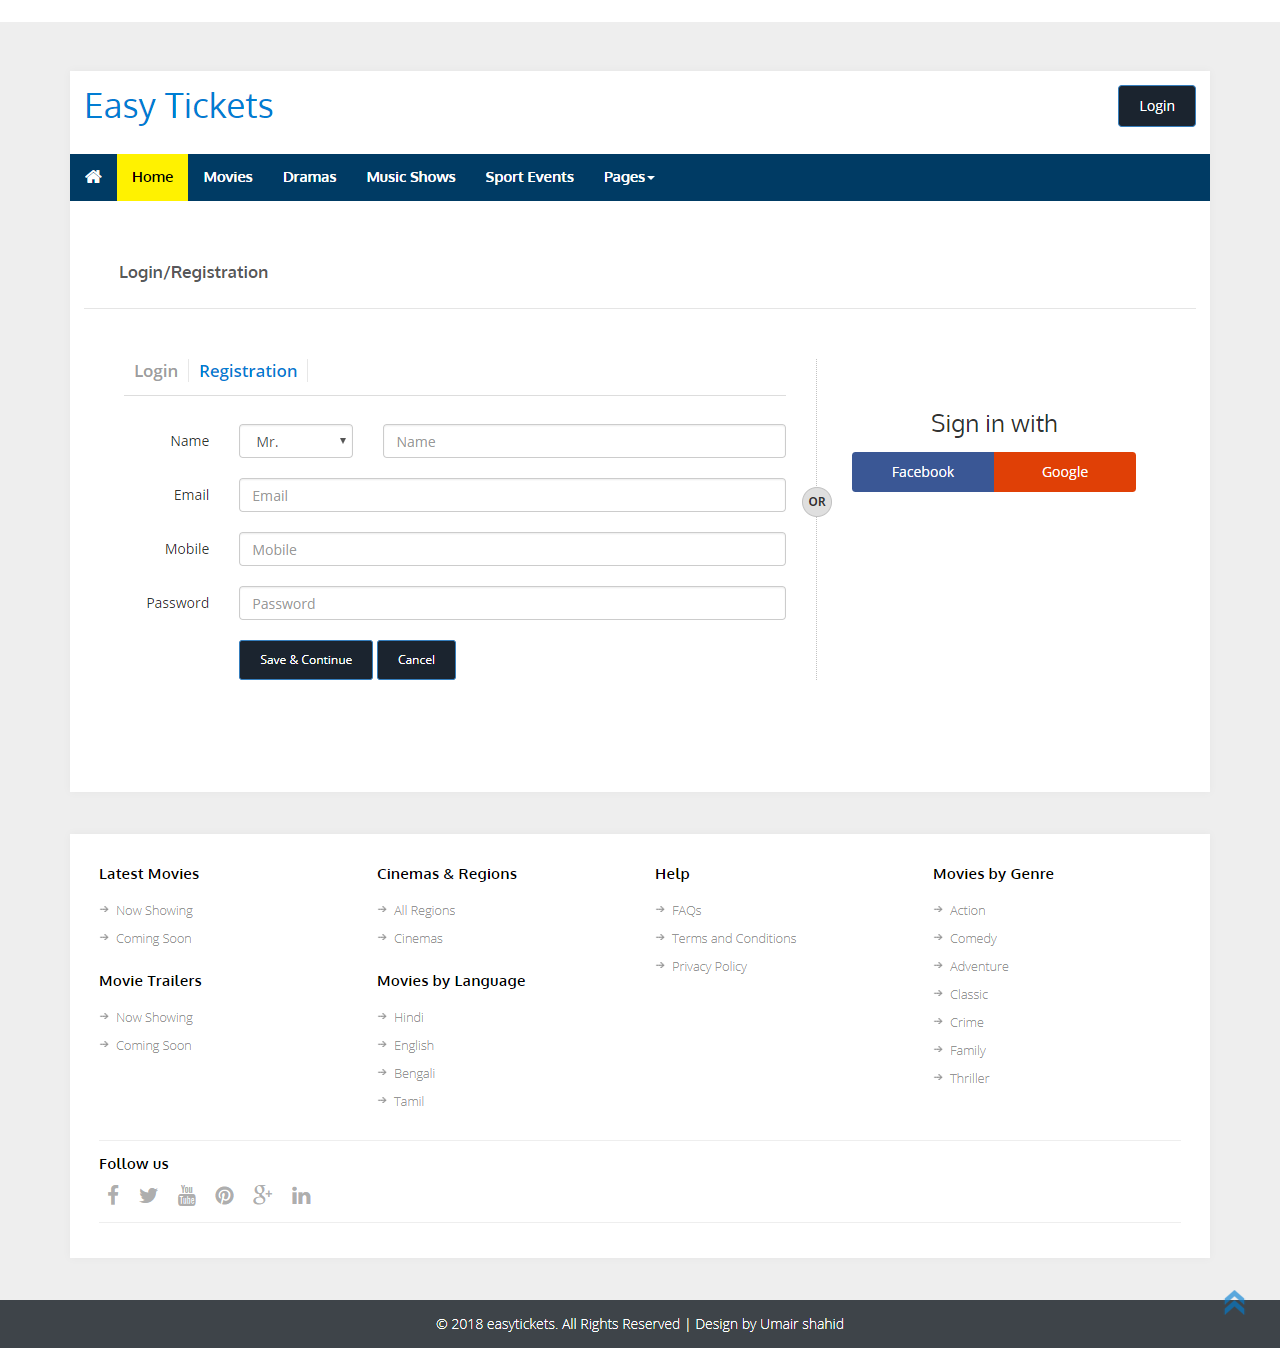 Easy Tickets
Login
Home Movies Dramas Music Shows Sport Events Pages
Login/Registration
Login Registration
Name Mr. Name
Email Email
Mobile Mobile
Password Password
Save & Continue Cancel
OR
Sign in with
Facebook Google
Latest Movies
Now Showing
Coming Soon
Movie Trailers
Now Showing
Coming Soon
Cinemas & Regions
All Regions
Cinemas
Movies by Language
Hindi
English
Bengali
Tamil
Help
FAQs
Terms and Conditions
Privacy Policy
Movies by Genre
Action
Comedy
Adventure
Classic
Crime
Family
Thriller
Follow us
You Tube
© 2018 easytickets. All Rights Reserved | Design by Umair shahid